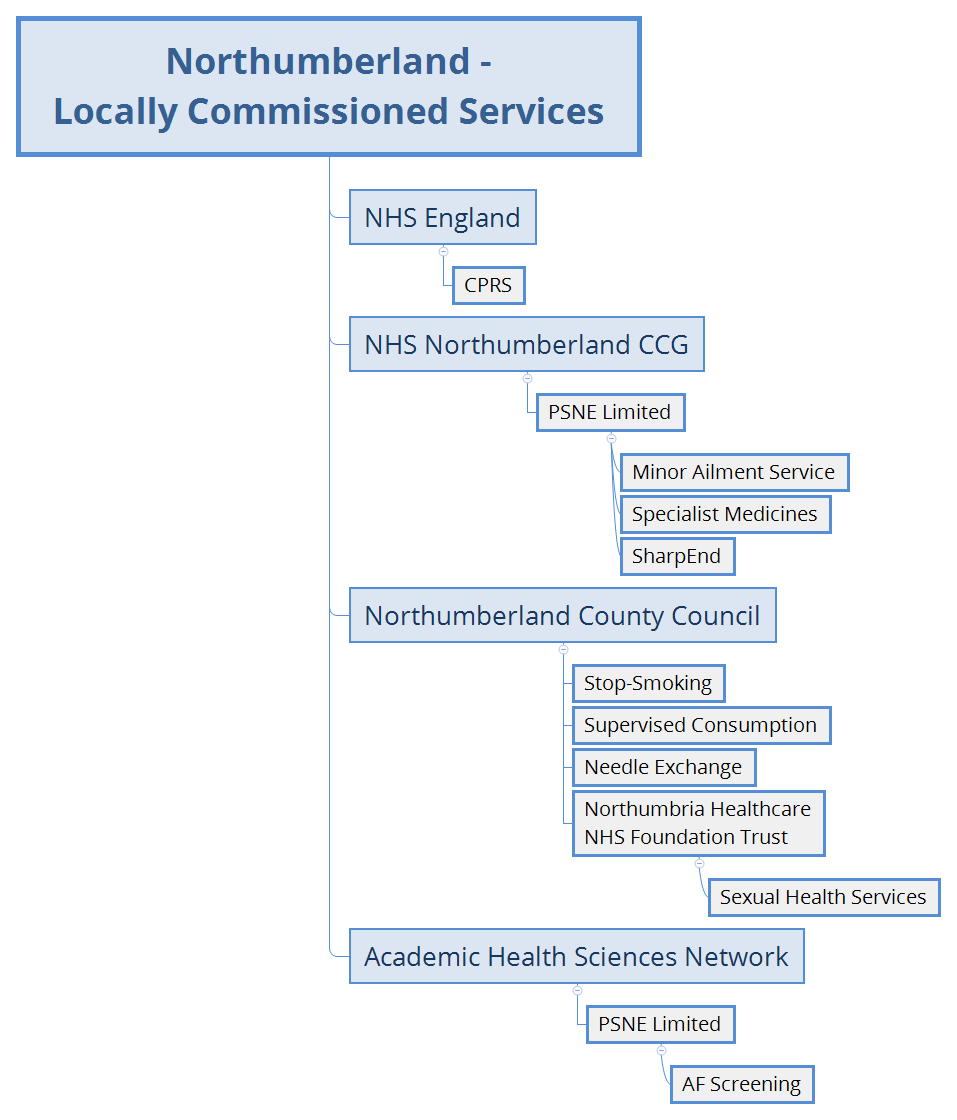 Northumberland -
Locally Commissioned Services
NHS England
CPRS
NHS Northumberland CCG
PSNE Limited
Minor Ailment Service
Specialist Medicines
SharpEnd
Northumberland County Council
Stop-Smoking
Supervised Consumption
Needle Exchange
Northumbria Healthcare
NHS Foundation Trust
Sexual Health Services
Academic Health Sciences Network
PSNE Limited
AF Screening